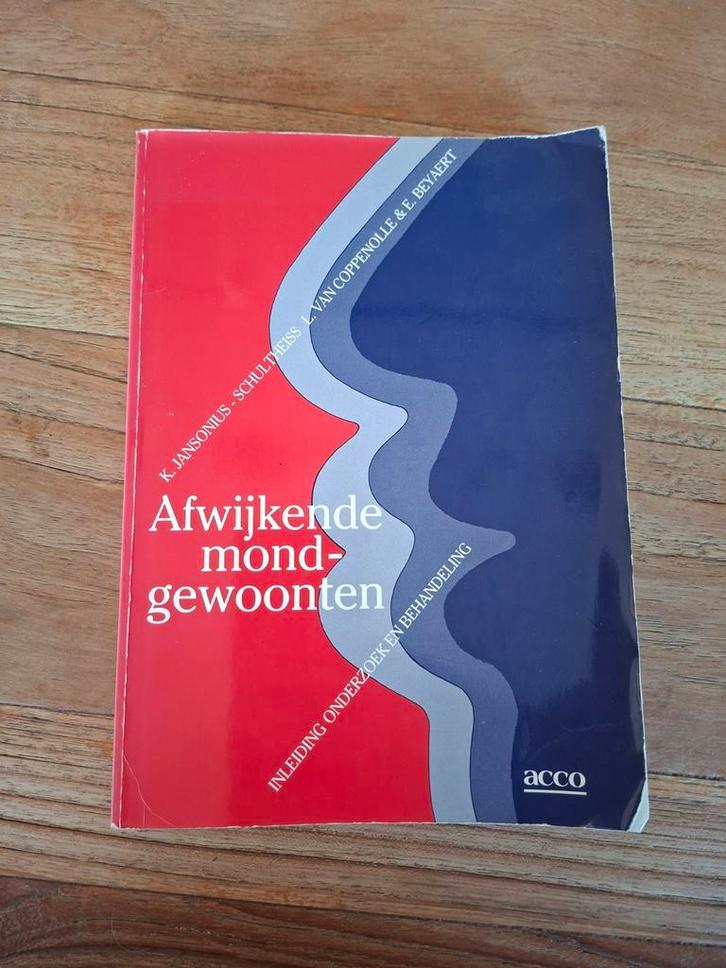 K. JANSONIUS - SCHULTHEISS L. VAN COPPENOLLE & E. BEYAERT
Afwijkende
mond-
gewoonten
INLEIDING ONDERZOEK EN BEHANDELING
acco